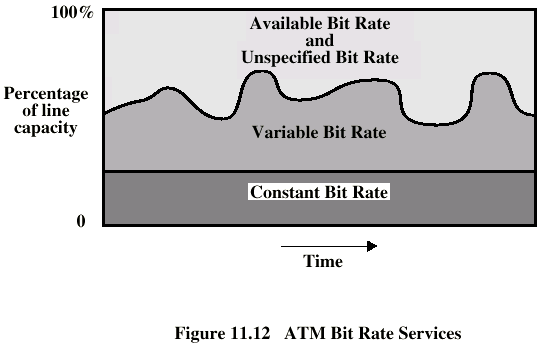 100%
Available Bit Rate
and
Unspecified Bit Rate
Percentage
of line
capacity
Variable Bit Rate
Constant Bit Rate
0
Time
Figure 11.12 ATM Bit Rate Services